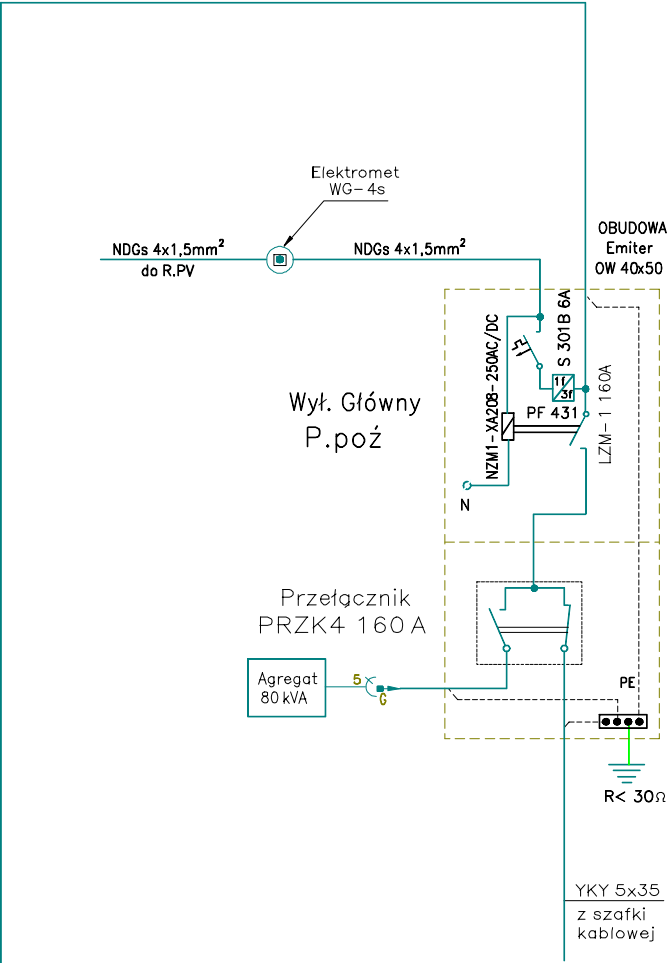 Elektromet
WG-4s
NDGs 4x1,5mm²
do R.PV
NDGs 4x1,5mm²
OBUDOWA
Emiter
OW 40x50
NZM1-XA208-250AC/DC
S 301B 6A
1f
3f
PF 431
LZM-1 160A
Wył. Główny
P.poż
N
Przełącznik
PRZK4 160 A
Agregat
80 kVA
5
G
PE
R< 30Ω
YKY 5x35
z szafki
kablowej